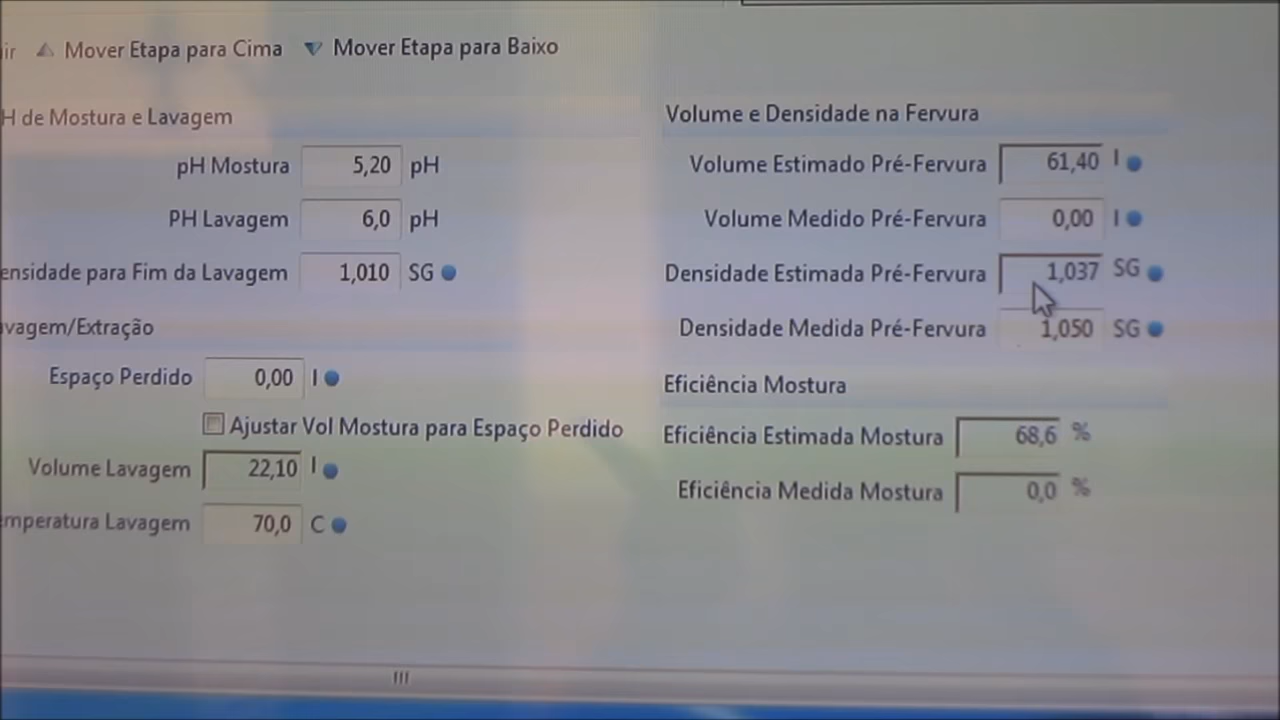 Mover Etapa para Cima Mover Etapa para Baixo
H de Mostura e Lavagem
pH Mostura 5,20 pH
PH Lavagem 6,0 pH
ensidade para Fim da Lavagem 1,010 SG
avagem/Extração
Espaço Perdido 0,00 l
Ajustar Vol Mostura para Espaço Perdido
Volume Lavagem 22,10 l
emperatura Lavagem 70,0 C
Volume e Densidade na Fervura
Volume Estimado Pré-Fervura 61,40 l
Volume Medido Pré-Fervura 0,00 l
Densidade Estimada Pré-Fervura 1,037 SG
Densidade Medida Pré-Fervura 1,050 SG
Eficiência Mostura
Eficiência Estimada Mostura 68,6 %
Eficiência Medida Mostura 0,0 %